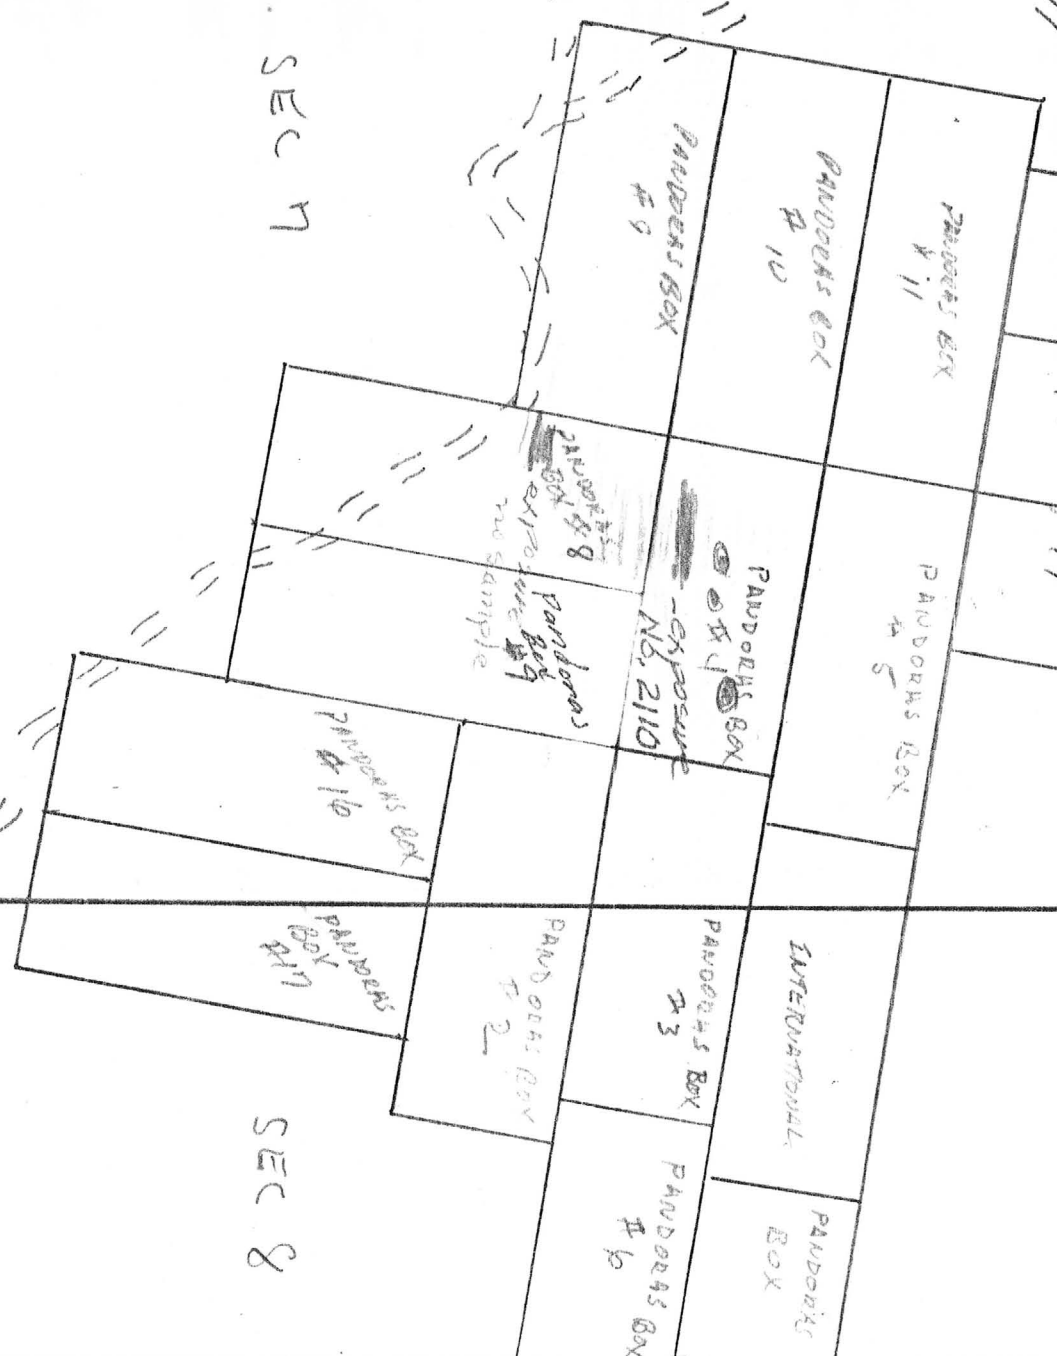 SEC 7
PANDORAS BOX
# 9
PANDORAS BOX
# 10
PANDORAS BOX
# 11
PANDORAS
BOX # 8
- exposure
no sample
pandoras
Box
#9
PANDORAS BOX
# 4
- exposure
No. 2110
PANDORAS BOX
# 5
PANDORAS BOX
# 16
PANDORAS
BOX
#17
PANDORAS BOX
# 2
PANDORAS BOX
# 3
INTERNATIONAL
PANDORAS BOX
# 6
PANDORAS
BOX
SEC 8